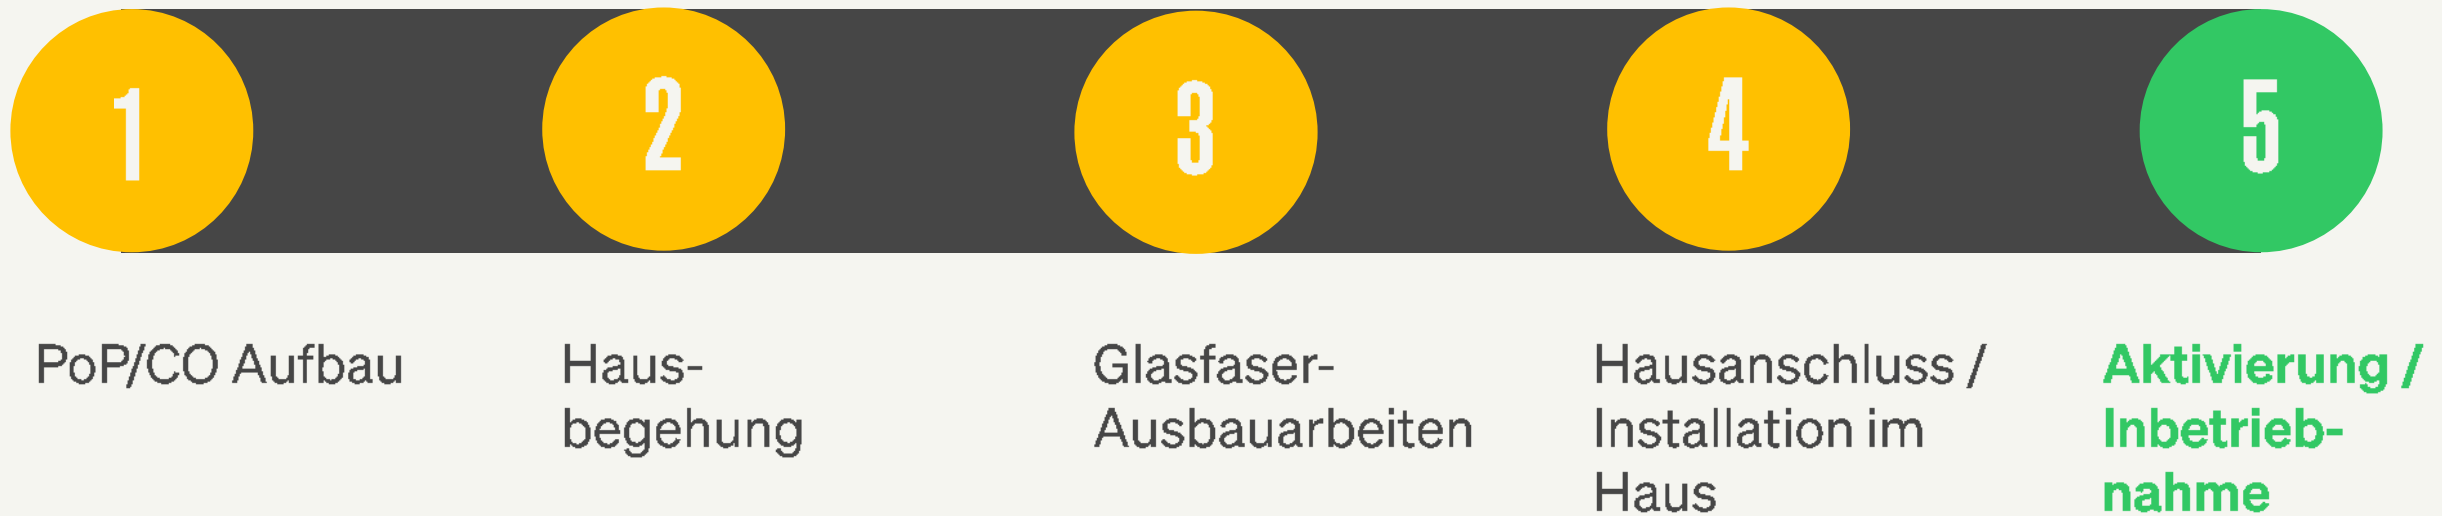 1
2
3
4
5
PoP/CO Aufbau
Haus-
begehung
Glasfaser-
Ausbauarbeiten
Hausanschluss /
Installation im
Haus
Aktivierung /
Inbetrieb-
nahme